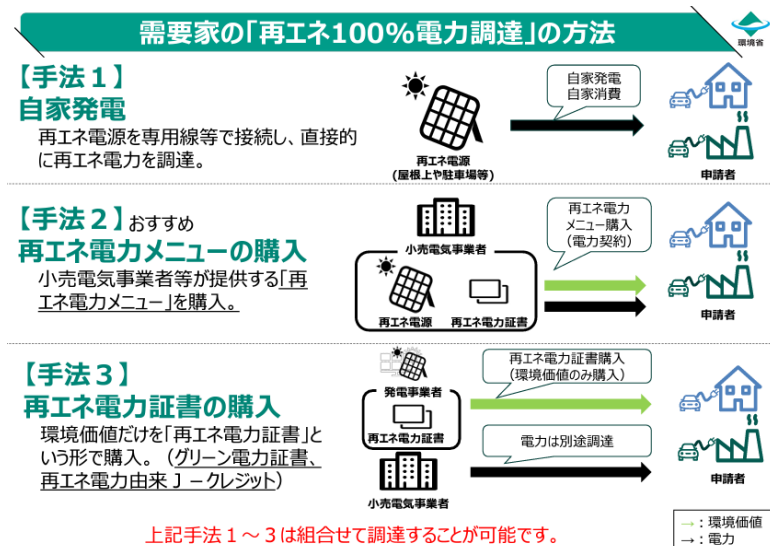 需要家の「再エネ100％電力調達」の方法
環境省
【手法１】
自家発電
再エネ電源を専用線等で接続し、直接的
に再エネ電力を調達。
再エネ電源
(屋根上や駐車場等)
自家発電
自家消費
申請者
【手法２】おすすめ
再エネ電力メニューの購入
小売電気事業者等が提供する「再
エネ電力メニュー」を購入。
小売電気事業者
再エネ電源
再エネ電力証書
再エネ電力
メニュー購入
（電力契約）
申請者
【手法３】
再エネ電力証書の購入
環境価値だけを「再エネ電力証書」と
いう形で購入。（グリーン電力証書、
再エネ電力由来Ｊ－クレジット）
発電事業者
再エネ電力証書
小売電気事業者
再エネ電力証書購入
（環境価値のみ購入）
電力は別途調達
申請者
上記手法１～３は組合せて調達することが可能です。
→：環境価値
→：電力